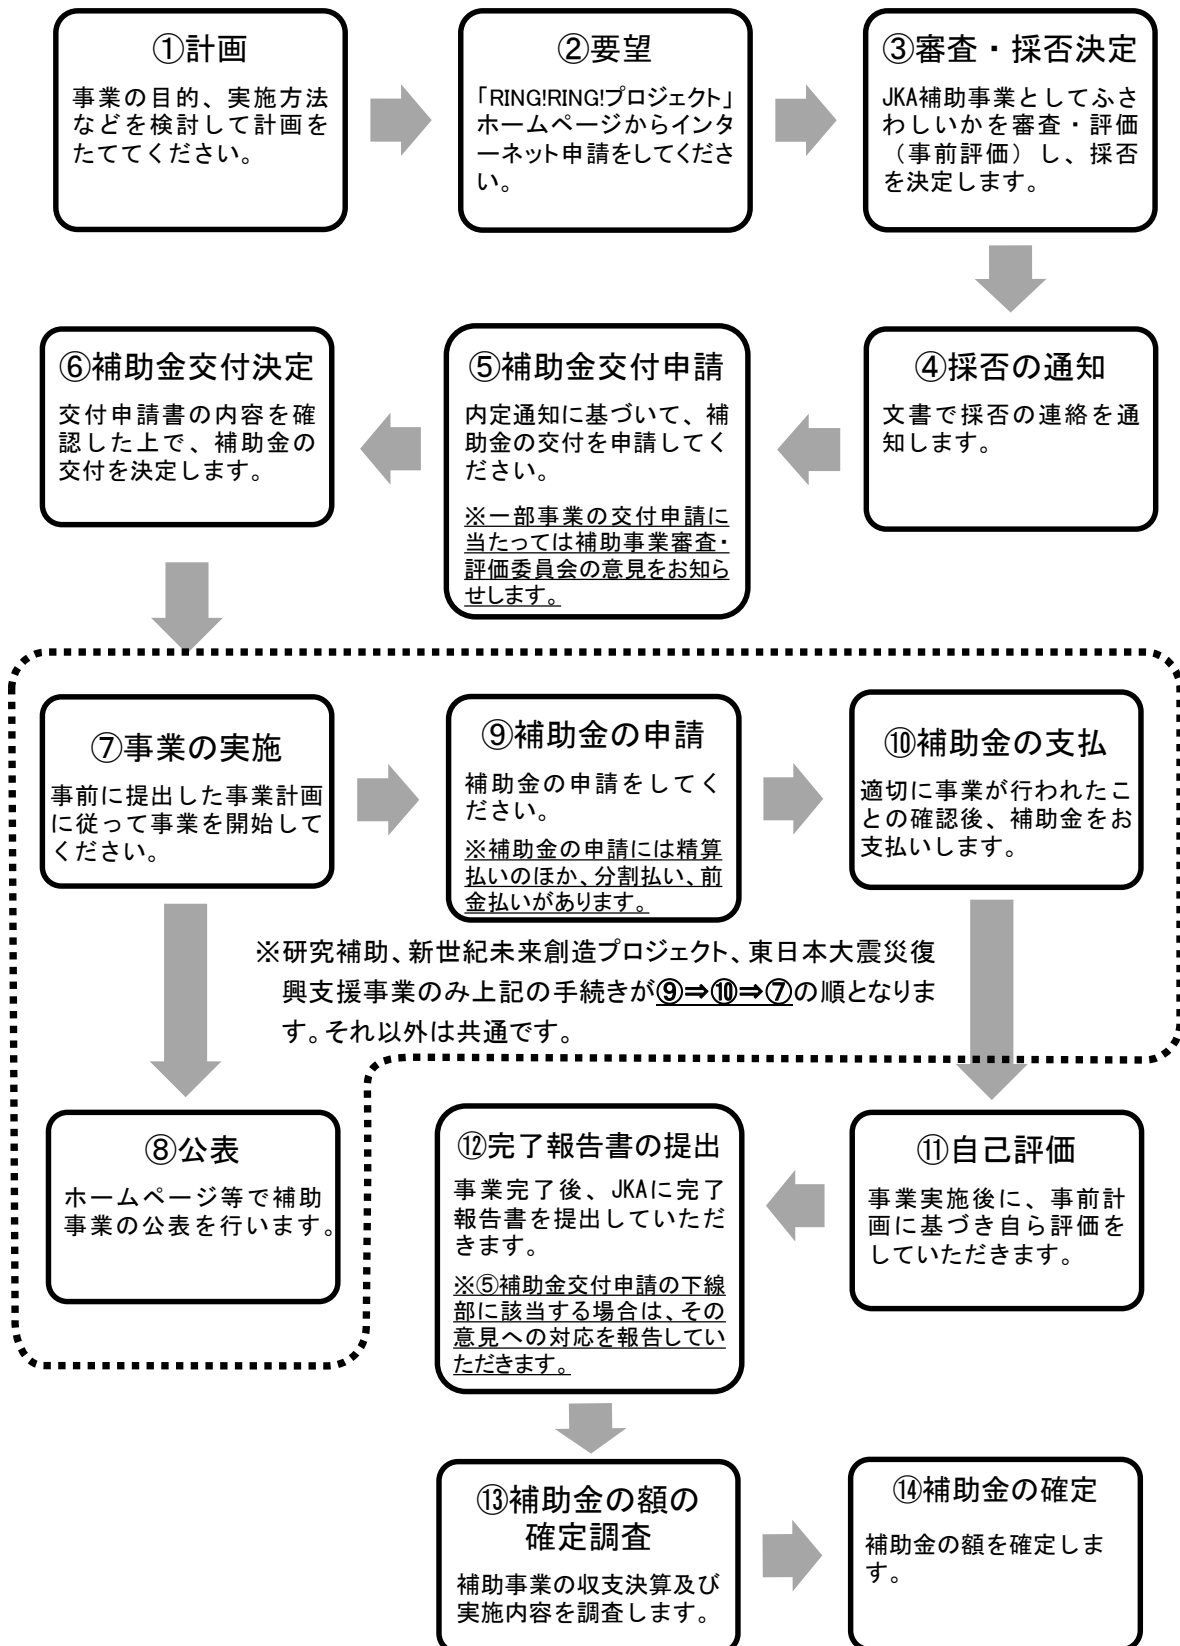 ①計画
事業の目的、実施方法
などを検討して計画を
たててください。
②要望
「RING!RING!プロジェクト」
ホームページからインタ
ーネット申請をしてくださ
い。
③審査・採否決定
JKA補助事業としてふさ
わしいかを審査・評価
（事前評価）し、採否
を決定します。
④採否の通知
文書で採否の連絡を通
知します。
⑤補助金交付申請
内定通知に基づいて、補
助金の交付を申請してく
ださい。
※一部事業の交付申請に
当たっては補助事業審査・
評価委員会の意見をお知ら
せします。
⑥補助金交付決定
交付申請書の内容を確
認した上で、補助金の
交付を決定します。
⑦事業の実施
事前に提出した事業計画
に従って事業を開始して
ください。
⑨補助金の申請
補助金の申請をしてく
ださい。
※補助金の申請には精算
払いのほか、分割払い、前
金払いがあります。
⑩補助金の支払
適切に事業が行われたこ
との確認後、補助金をお
支払いします。
※研究補助、新世紀未来創造プロジェクト、東日本大震災復
興支援事業のみ上記の手続きが⑨⇒⑩⇒⑦の順となりま
す。それ以外は共通です。
⑧公表
ホームページ等で補助
事業の公表を行います。
⑪自己評価
事業実施後に、事前計
画に基づき自ら評価を
していただきます。
⑫完了報告書の提出
事業完了後、JKAに完了
報告書を提出していただ
きます。
※⑤補助金交付申請の下線
部に該当する場合は、その
意見への対応を報告してい
ただきます。
⑬補助金の額の
確定調査
補助事業の収支決算及び
実施内容を調査します。
⑭補助金の確定
補助金の額を確定しま
す。